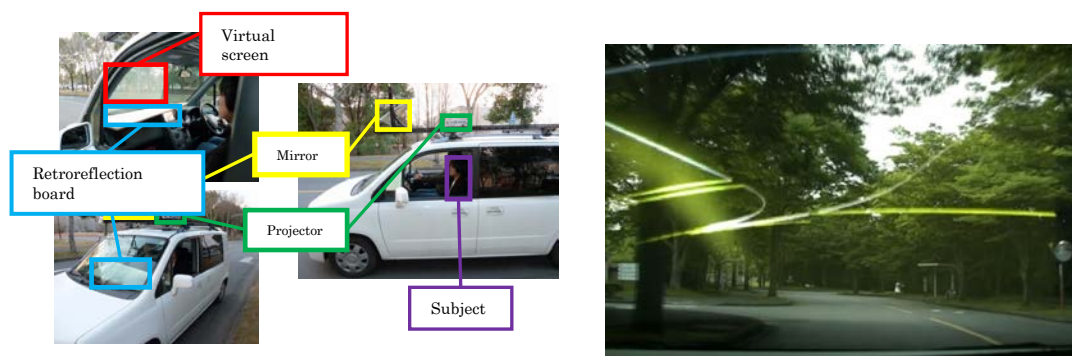 Virtual
screen
Mirror
Retroreflection
board
Projector
Subject